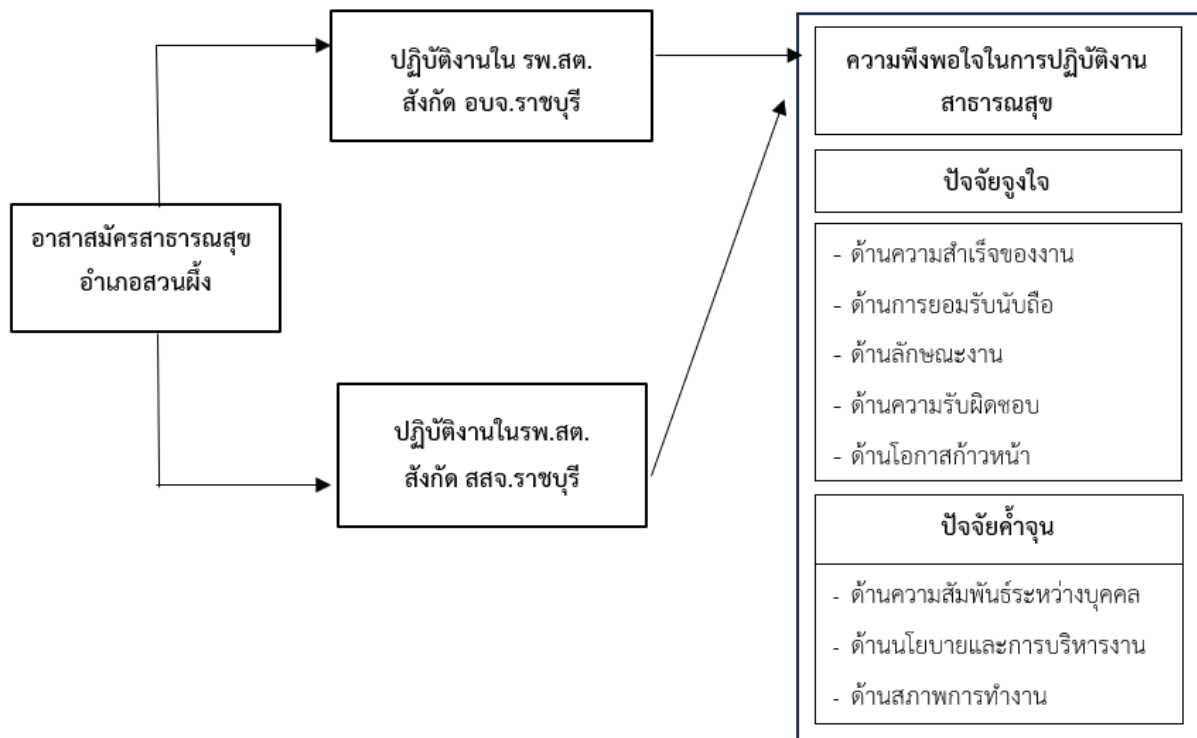 อาสาสมัครสาธารณสุข
อำเภอสวนผึ้ง
ปฏิบัติงานใน รพ.สต.
สังกัด อบจ.ราชบุรี
ปฏิบัติงานในรพ.สต.
สังกัด สสจ.ราชบุรี
ความพึงพอใจในการปฏิบัติงาน
สาธารณสุข
ปัจจัยจูงใจ
- ด้านความสำเร็จของงาน
- ด้านการยอมรับนับถือ
- ด้านลักษณะงาน
- ด้านความรับผิดชอบ
- ด้านโอกาสก้าวหน้า
ปัจจัยค้ำจุน
- ด้านความสัมพันธ์ระหว่างบุคคล
- ด้านนโยบายและการบริหารงาน
- ด้านสภาพการทำงาน